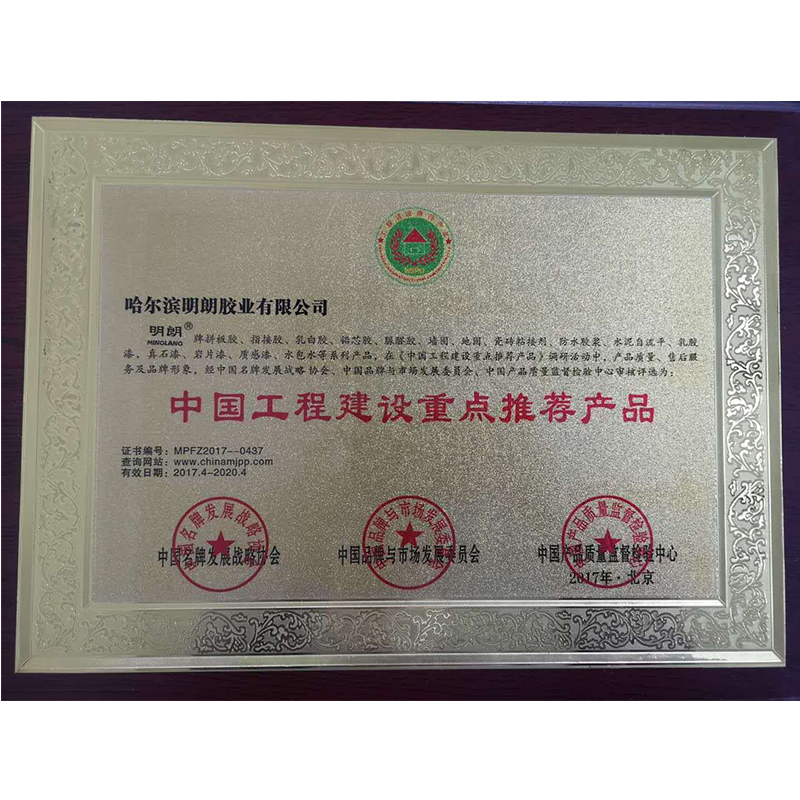 哈尔滨明朗胶业有限公司
明朗® 牌拼板胶、指接胶、乳白胶、铅芯胶、脲醛胶、墙固、地固、瓷砖粘接剂、防水胶浆、水泥自流平、乳胶
MINGLANG
漆，真石漆、岩片漆、质感漆、水包水等系列产品，在《中国工程建设重点推荐产品》调研活动中，产品质量、售后服
务及品牌形象，经中国名牌发展战略协会、中国品牌与市场发展委员会、中国产品质量监督检验中心审核评选为：
中国工程建设重点推荐产品
证书编号：MPFZ2017--0437
查询网站：www.chinamjpp.com
有效日期：2017.4-2020.4
中国名牌发展战略协会
中国品牌与市场发展委员会
中国产品质量监督检验中心
2017年·北京